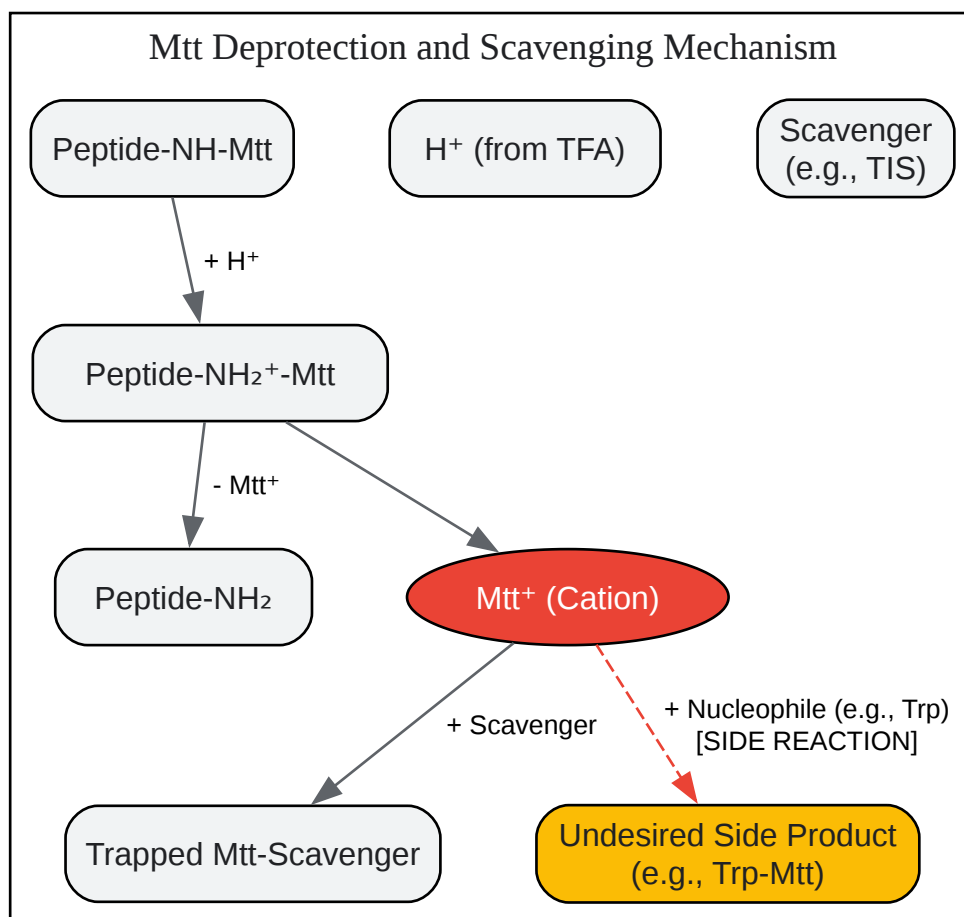 Mtt Deprotection and Scavenging Mechanism
Peptide-NH-Mtt
H⁺ (from TFA)
Scavenger
(e.g., TIS)
+ H⁺
Peptide-NH₂⁺-Mtt
- Mtt⁺
Peptide-NH₂
Mtt⁺ (Cation)
+ Scavenger
+ Nucleophile (e.g., Trp)
[SIDE REACTION]
Trapped Mtt-Scavenger
Undesired Side Product
(e.g., Trp-Mtt)